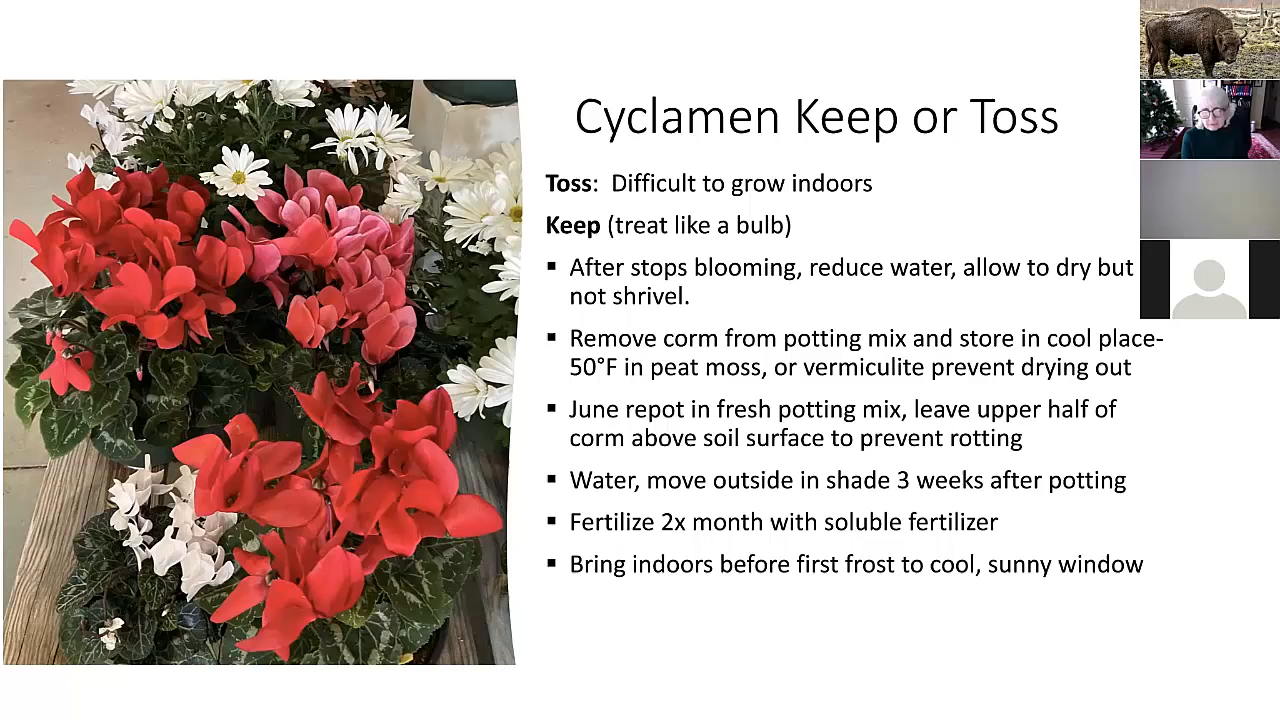 Cyclamen Keep or Toss
Toss:  Difficult to grow indoors
Keep (treat like a bulb)
▪ After stops blooming, reduce water, allow to dry but
not shrivel.
▪ Remove corm from potting mix and store in cool place-
50°F in peat moss, or vermiculite prevent drying out
▪ June repot in fresh potting mix, leave upper half of
corm above soil surface to prevent rotting
▪ Water, move outside in shade 3 weeks after potting
▪ Fertilize 2x month with soluble fertilizer
▪ Bring indoors before first frost to cool, sunny window